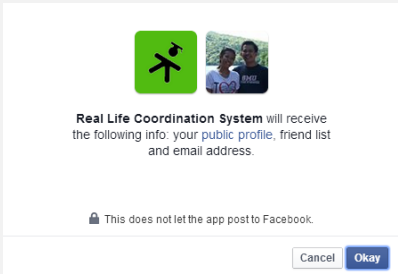 Real Life Coordination System will receive
the following info: your public profile, friend list
and email address.
This does not let the app post to Facebook.
Cancel Okay